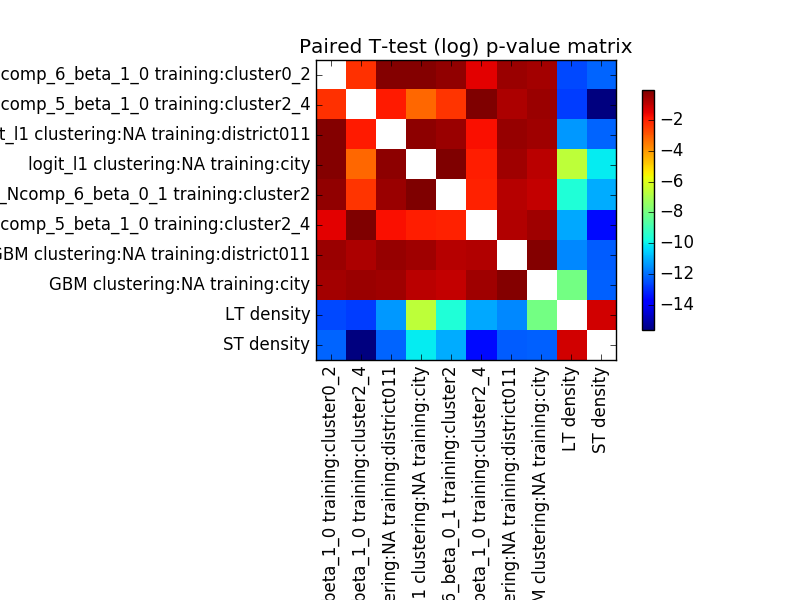 Paired T-test (log) p-value matrix
comp_6_beta_1_0 training:cluster0_2
comp_5_beta_1_0 training:cluster2_4
t_l1 clustering:NA training:district011
logit_l1 clustering:NA training:city
_Ncomp_6_beta_0_1 training:cluster2
comp_5_beta_1_0 training:cluster2_4
GBM clustering:NA training:district011
GBM clustering:NA training:city
LT density
ST density
−2
−4
−6
−8
−10
−12
−14
beta_1_0 training:cluster0_2
beta_1_0 training:cluster2_4
ering:NA training:district011
1 clustering:NA training:city
6_beta_0_1 training:cluster2
beta_1_0 training:cluster2_4
ering:NA training:district011
M clustering:NA training:city
LT density
ST density